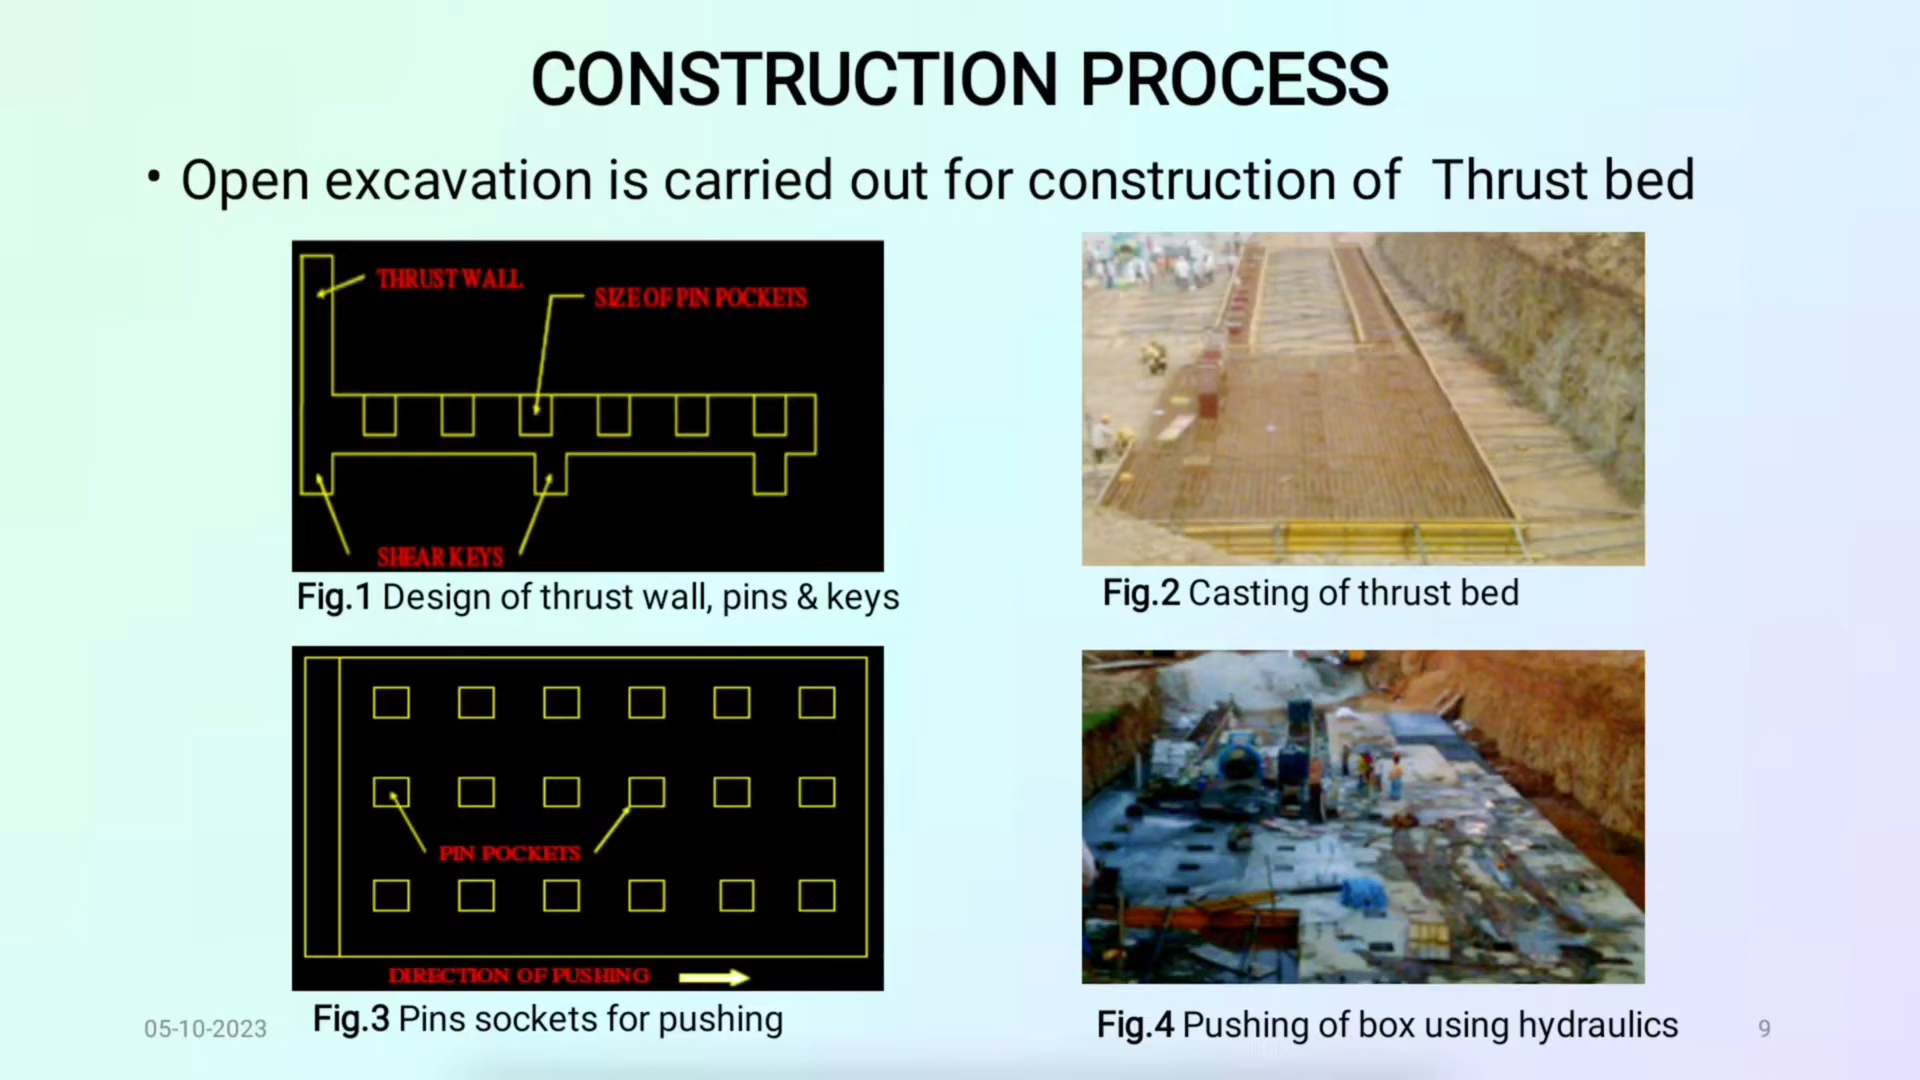 CONSTRUCTION PROCESS
• Open excavation is carried out for construction of Thrust bed
THRUST WALL
SIZE OF PIN POCKETS
SHEAR KEYS
Fig.1 Design of thrust wall, pins & keys
Fig.2 Casting of thrust bed
PIN POCKETS
DIRECTION OF PUSHING
Fig.3 Pins sockets for pushing
Fig.4 Pushing of box using hydraulics
05-10-2023
9